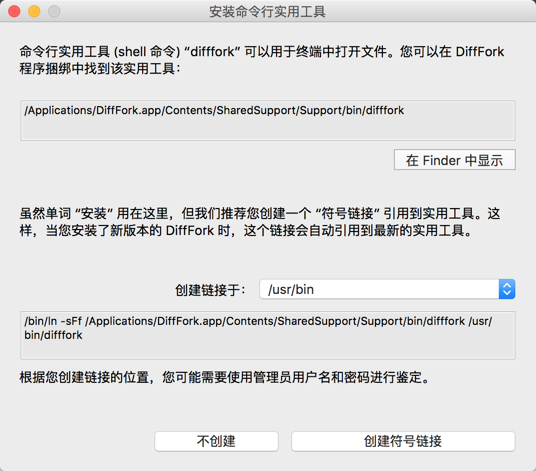 安装命令行实用工具
命令行实用工具 (shell 命令) “difffork” 可以用于终端中打开文件。您可以在 DiffFork
程序捆绑中找到该实用工具：
/Applications/DiffFork.app/Contents/SharedSupport/Support/bin/difffork
在 Finder 中显示
虽然单词 “安装” 用在这里，但我们推荐您创建一个 “符号链接” 引用到实用工具。这
样，当您安装了新版本的 DiffFork 时，这个链接会自动引用到最新的实用工具。
创建链接于： /usr/bin
/bin/ln -sFf /Applications/DiffFork.app/Contents/SharedSupport/Support/bin/difffork /usr/
bin/difffork
根据您创建链接的位置，您可能需要使用管理员用户名和密码进行鉴定。
不创建 创建符号链接